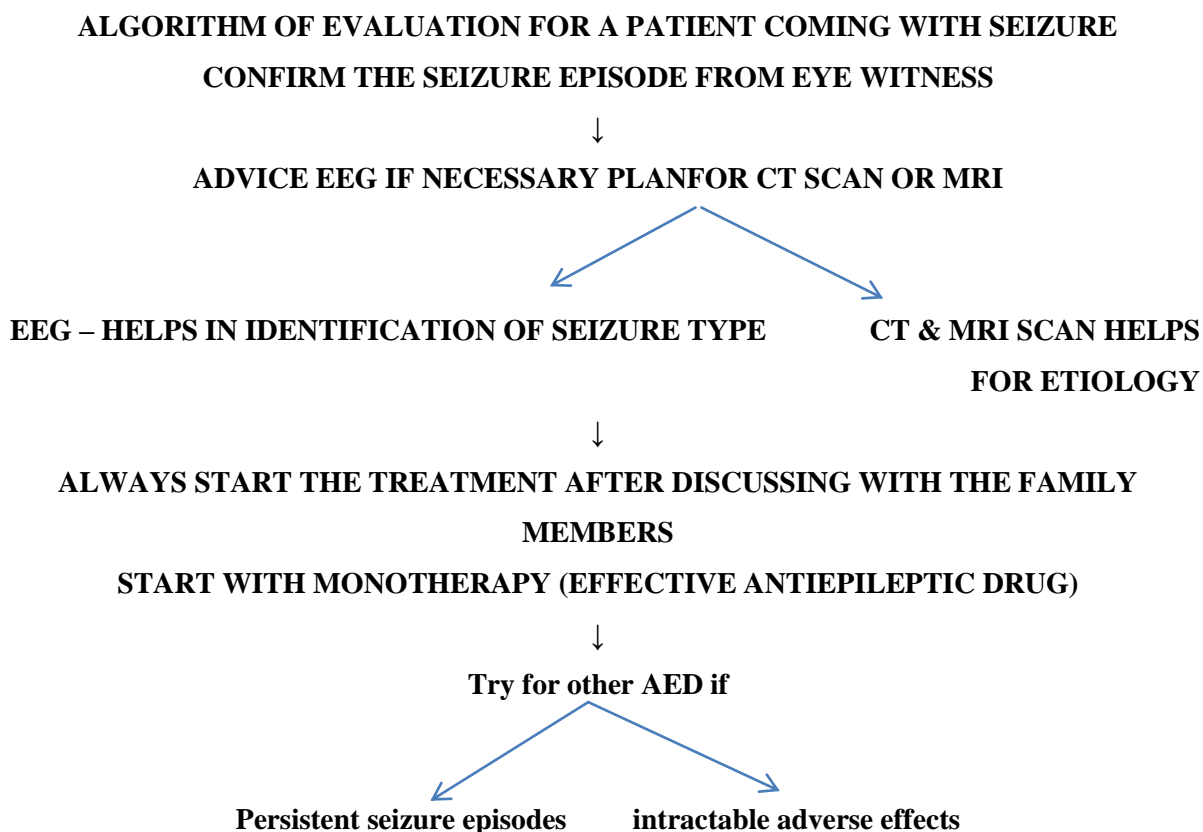 ALGORITHM OF EVALUATION FOR A PATIENT COMING WITH SEIZURE
CONFIRM THE SEIZURE EPISODE FROM EYE WITNESS
↓
ADVICE EEG IF NECESSARY PLANFOR CT SCAN OR MRI
EEG – HELPS IN IDENTIFICATION OF SEIZURE TYPE CT & MRI SCAN HELPS
FOR ETIOLOGY
↓
ALWAYS START THE TREATMENT AFTER DISCUSSING WITH THE FAMILY
MEMBERS
START WITH MONOTHERAPY (EFFECTIVE ANTIEPILEPTIC DRUG)
↓
Try for other AED if
Persistent seizure episodes intractable adverse effects